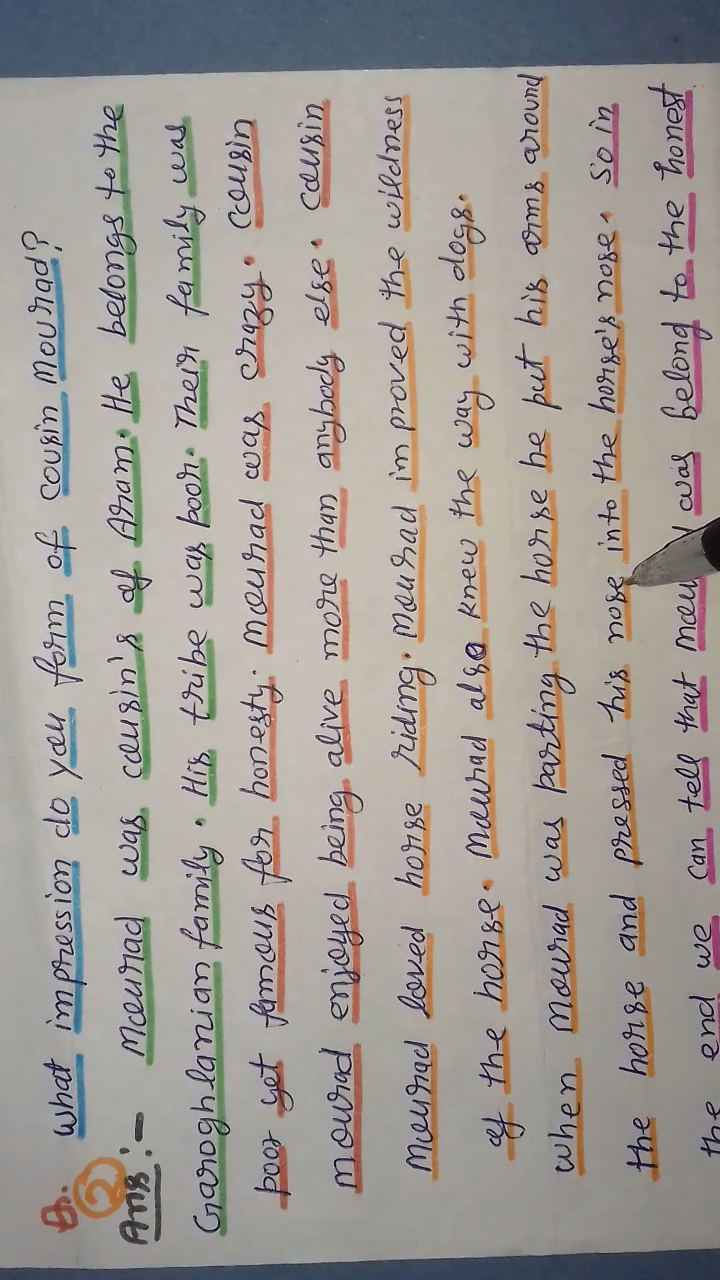 Q. What impression do you form of cousin Mourad?
②
Ans:- Mourad was cousin's of Aram. He belongs to the
Garoghlanian family. His tribe was poor. Their family was
poor yet famous for honesty. Mourad was crazy. cousin
mourad enjoyed being alive more than anybody else. cousin
Mourad loved horse riding. Mourad improved the wildness
of the horse. Mourad also knew the way with dogs.
when Mourad was parting the horse he put his arms around
the horse and pressed his nose into the horse's nose. So in
the end we can tell that was belong to the honest